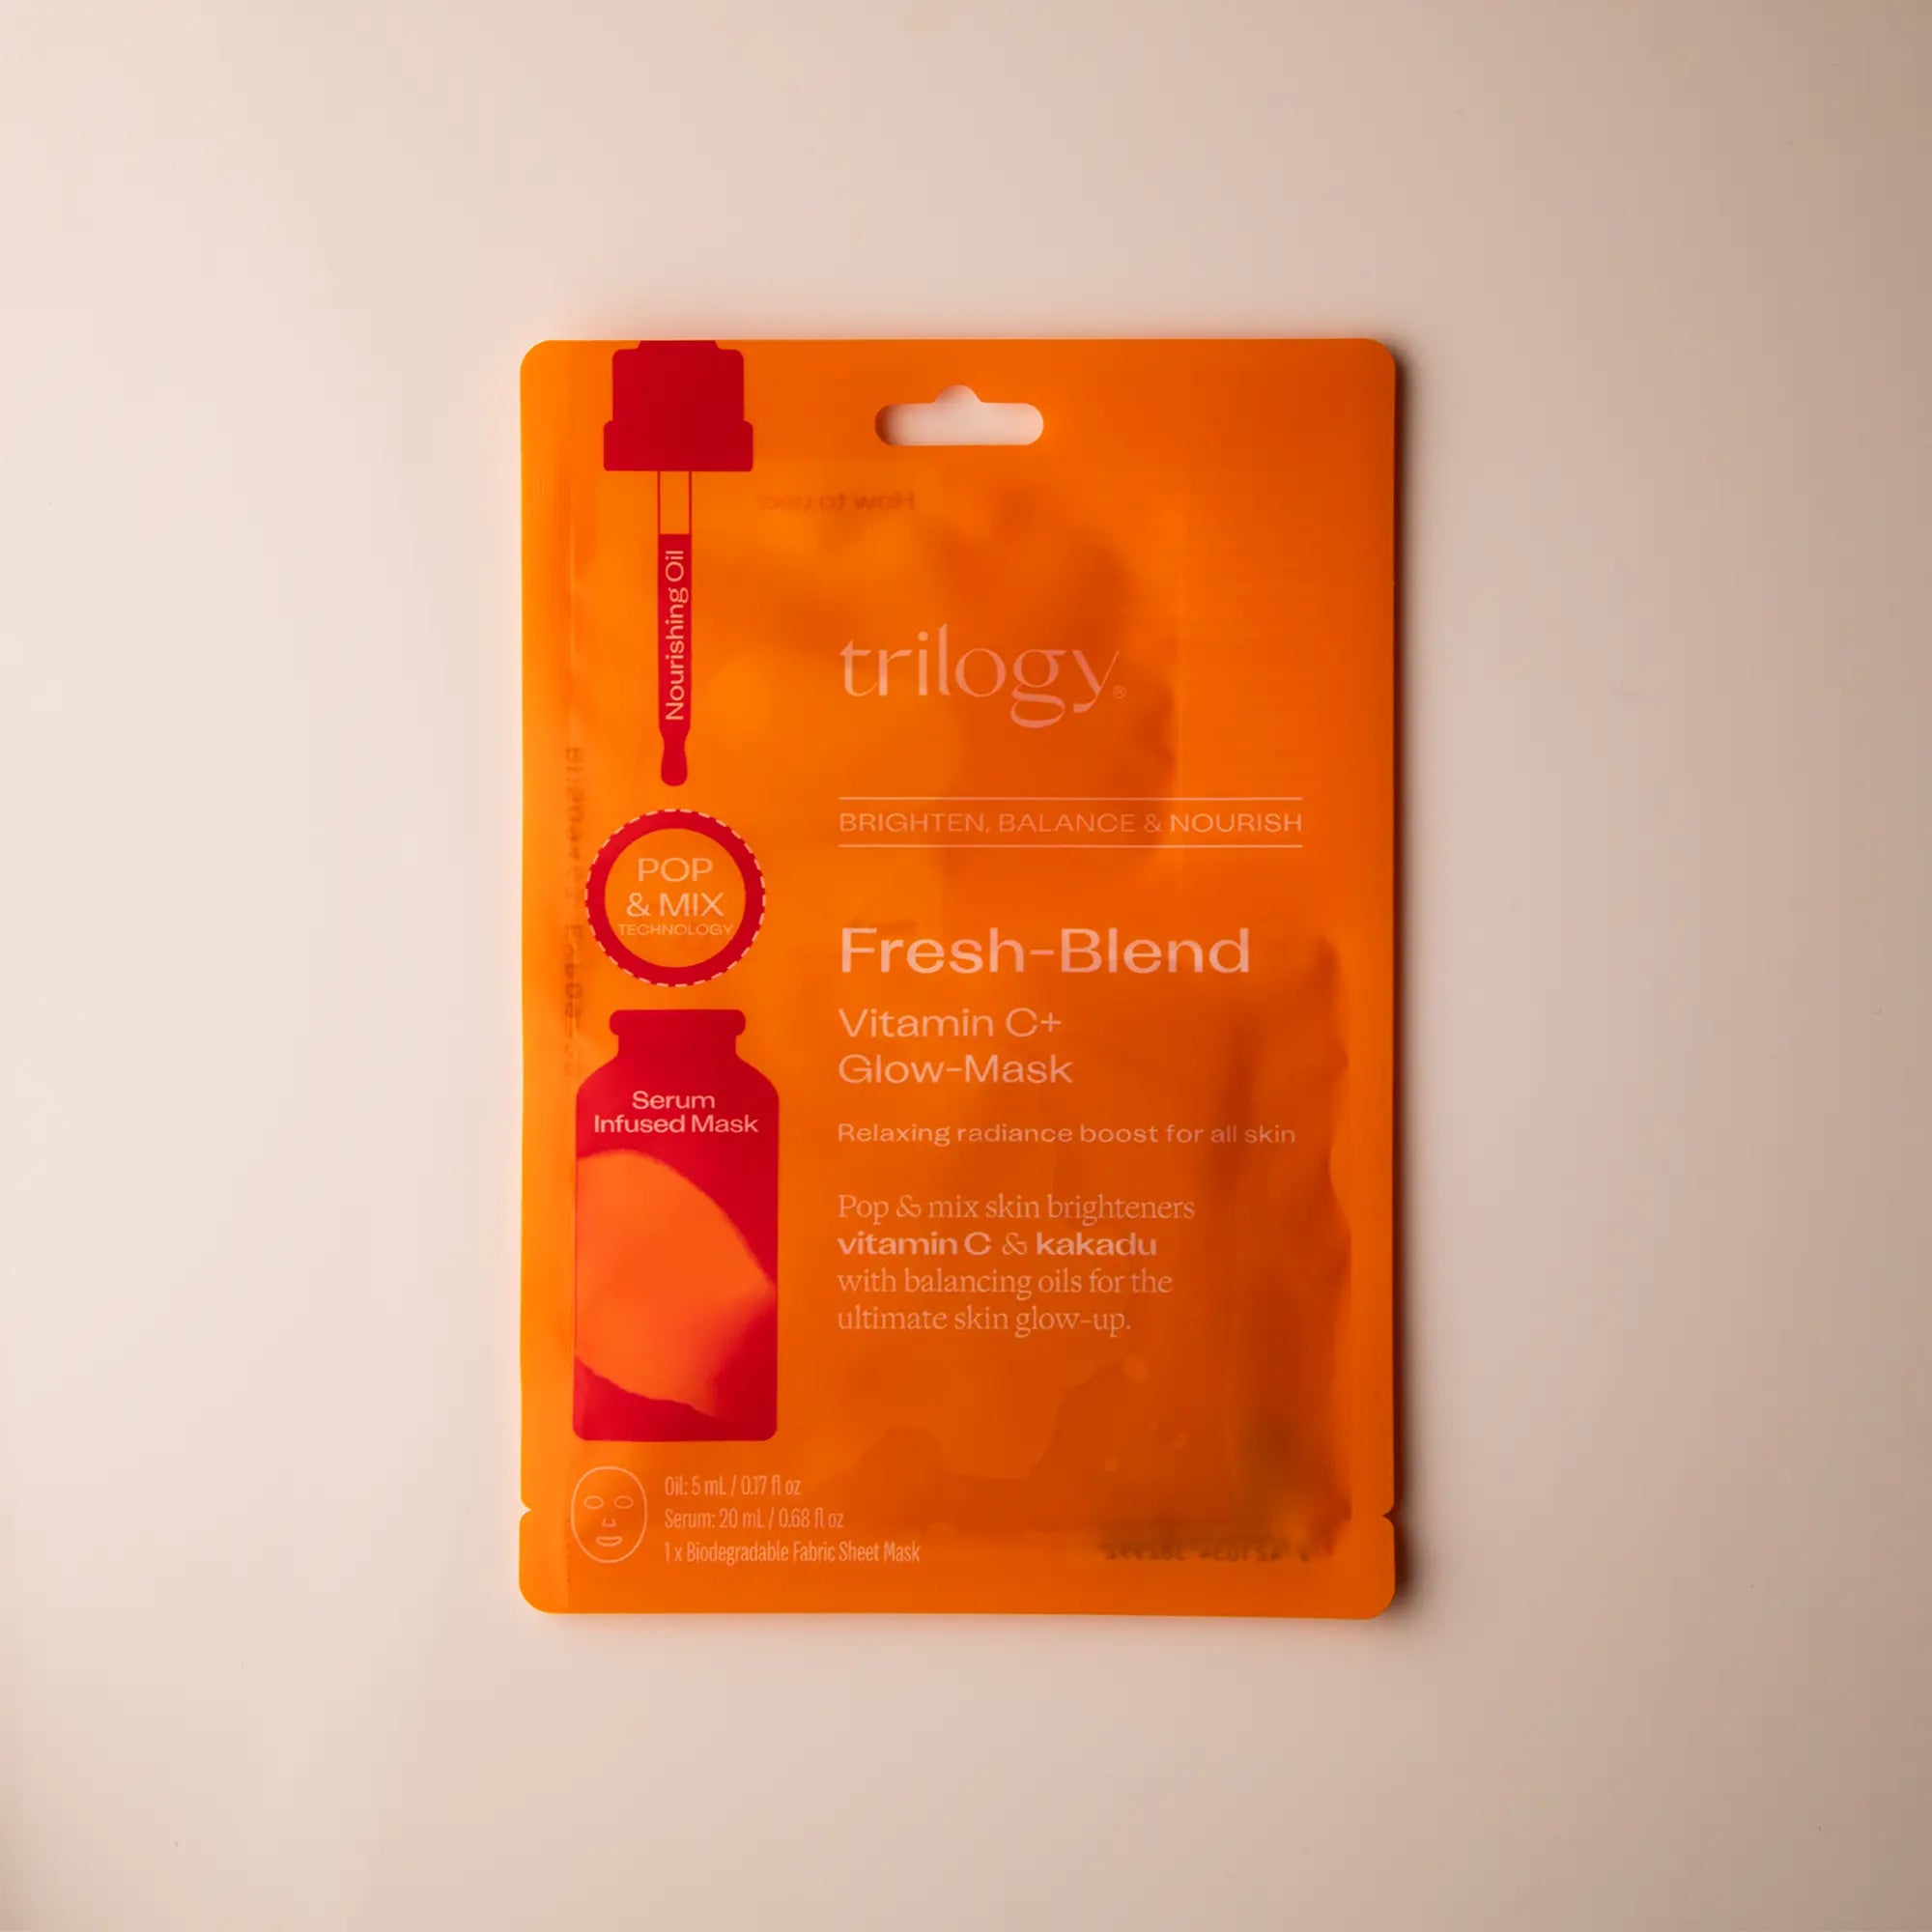 Nourishing Oil
trilogy®
BRIGHTEN, BALANCE & NOURISH
POP
& MIX
TECHNOLOGY
Fresh-Blend
Vitamin C+
Glow-Mask
Relaxing radiance boost for all skin
Serum
Infused Mask
Pop & mix skin brighteners
vitamin C & kakadu
with balancing oils for the
ultimate skin glow-up.
Oil: 5 mL / 0.17 fl oz
Serum: 20 mL / 0.68 fl oz
1 x Biodegradable Fabric Sheet Mask